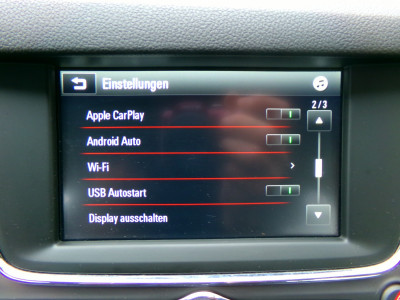 Einstellungen
2/3
Apple CarPlay
Android Auto
Wi-Fi
USB Autostart
Display ausschalten